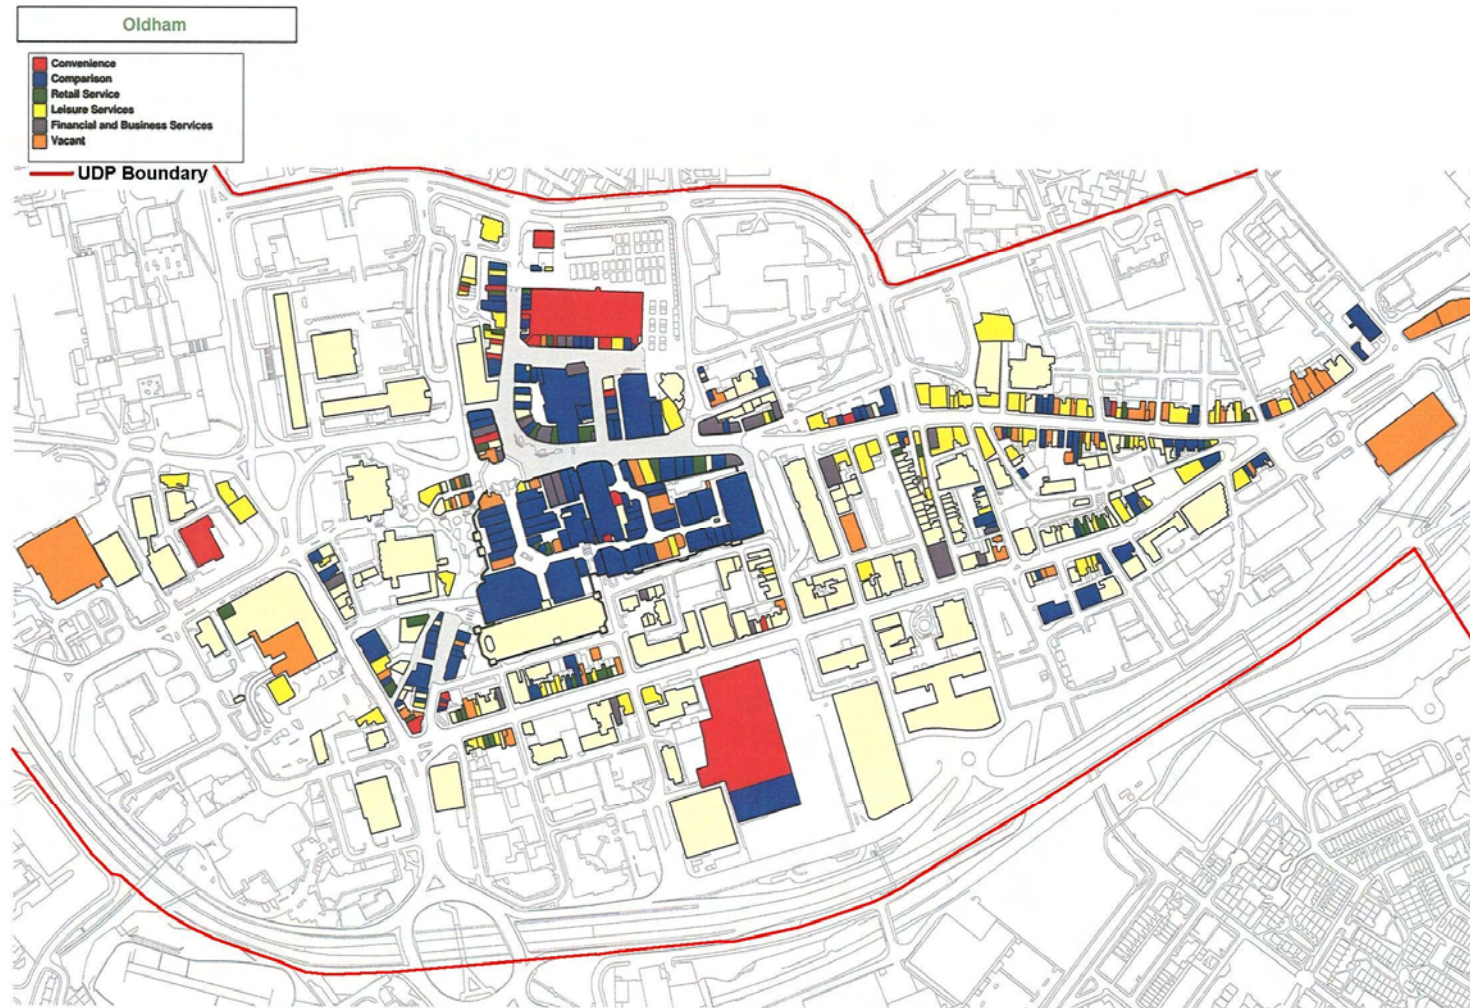 Oldham
Convenience
Comparison
Retail Service
Leisure Services
Financial and Business Services
Vacant
UDP Boundary